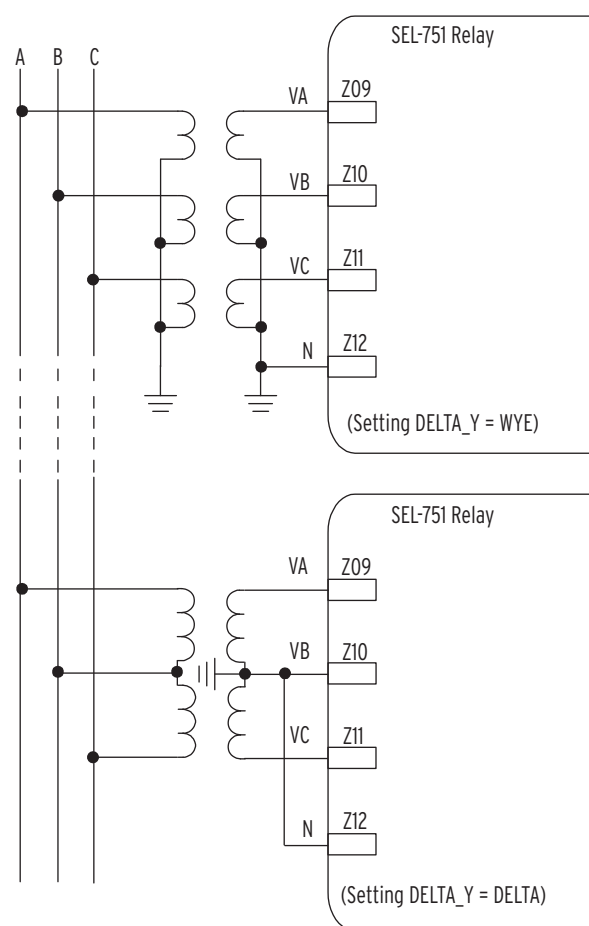 SEL-751 Relay
A B C
VA Z09
VB Z10
VC Z11
N Z12
(Setting DELTA_Y = WYE)
SEL-751 Relay
VA Z09
VB Z10
VC Z11
N Z12
(Setting DELTA_Y = DELTA)